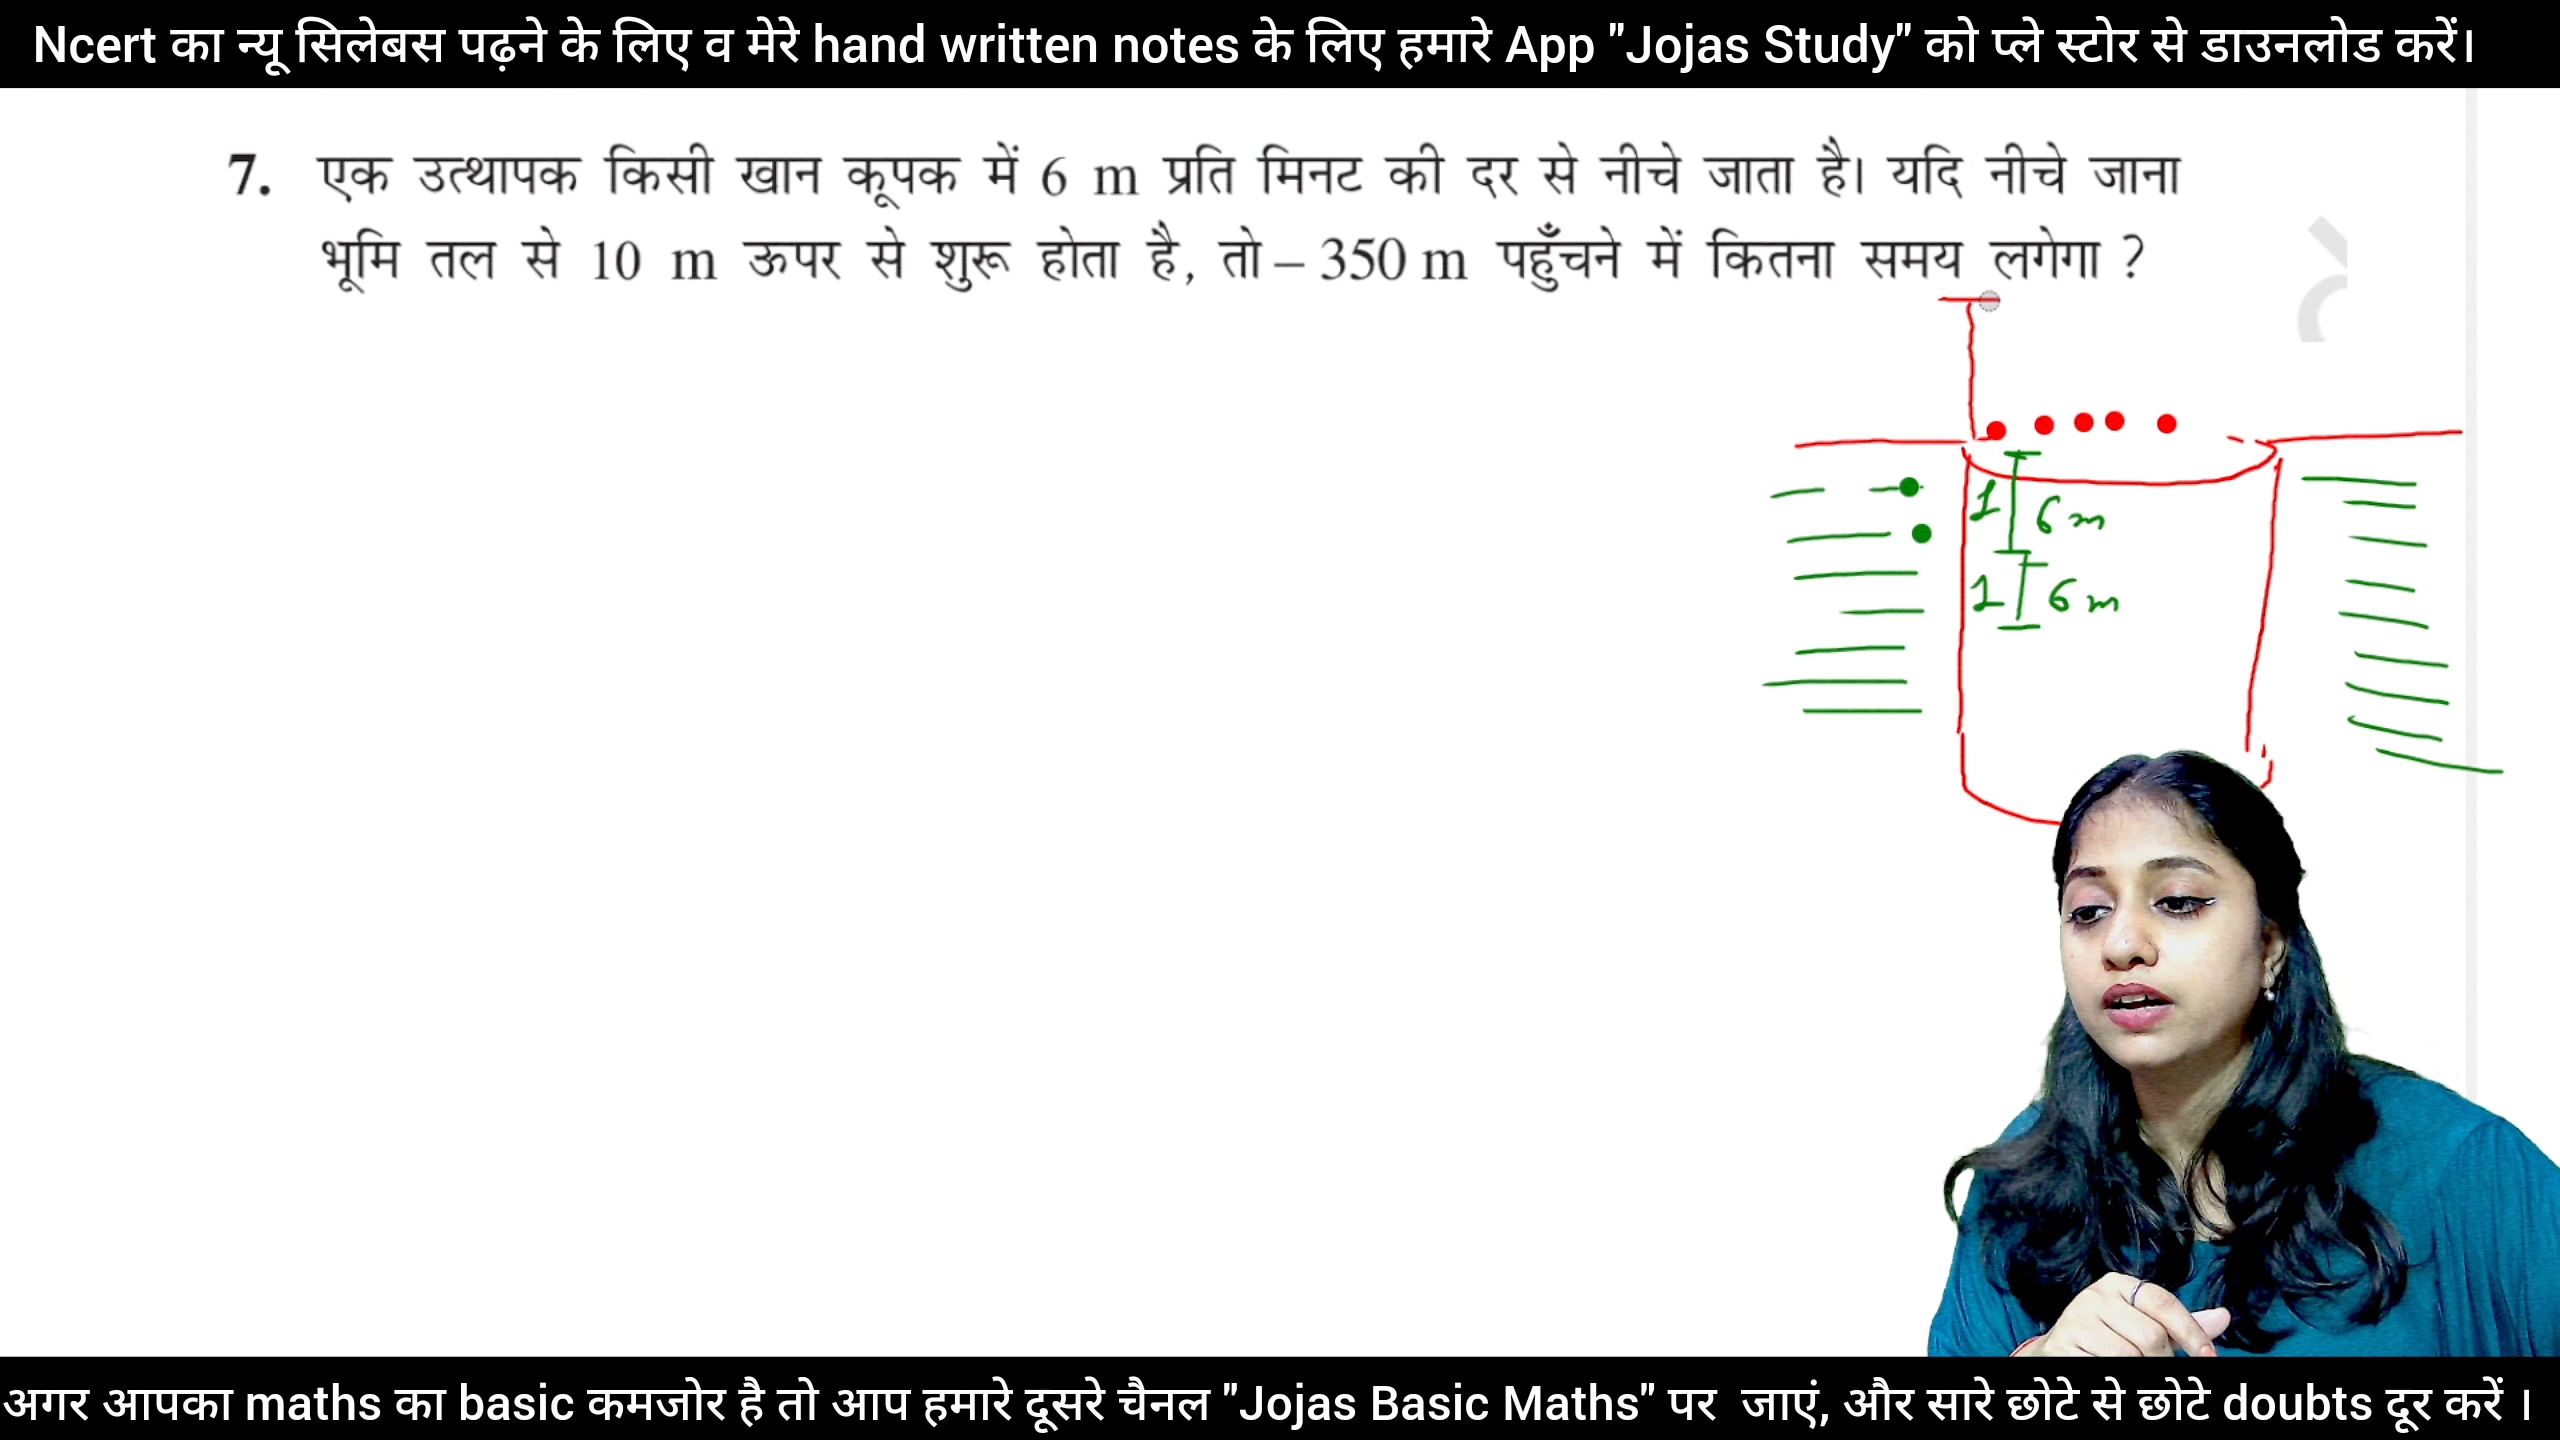 Ncert का न्यू सिलेबस पढ़ने के लिए व मेरे hand written notes के लिए हमारे App "Jojas Study" को प्ले स्टोर से डाउनलोड करें।
7. एक उत्थापक किसी खान कूपक में 6 m प्रति मिनट की दर से नीचे जाता है। यदि नीचे जाना
भूमि तल से 10 m ऊपर से शुरू होता है, तो – 350 m पहुँचने में कितना समय लगेगा ?
1 6 m
1 6 m
अगर आपका maths का basic कमजोर है तो आप हमारे दूसरे चैनल "Jojas Basic Maths" पर जाएं, और सारे छोटे से छोटे doubts दूर करें ।